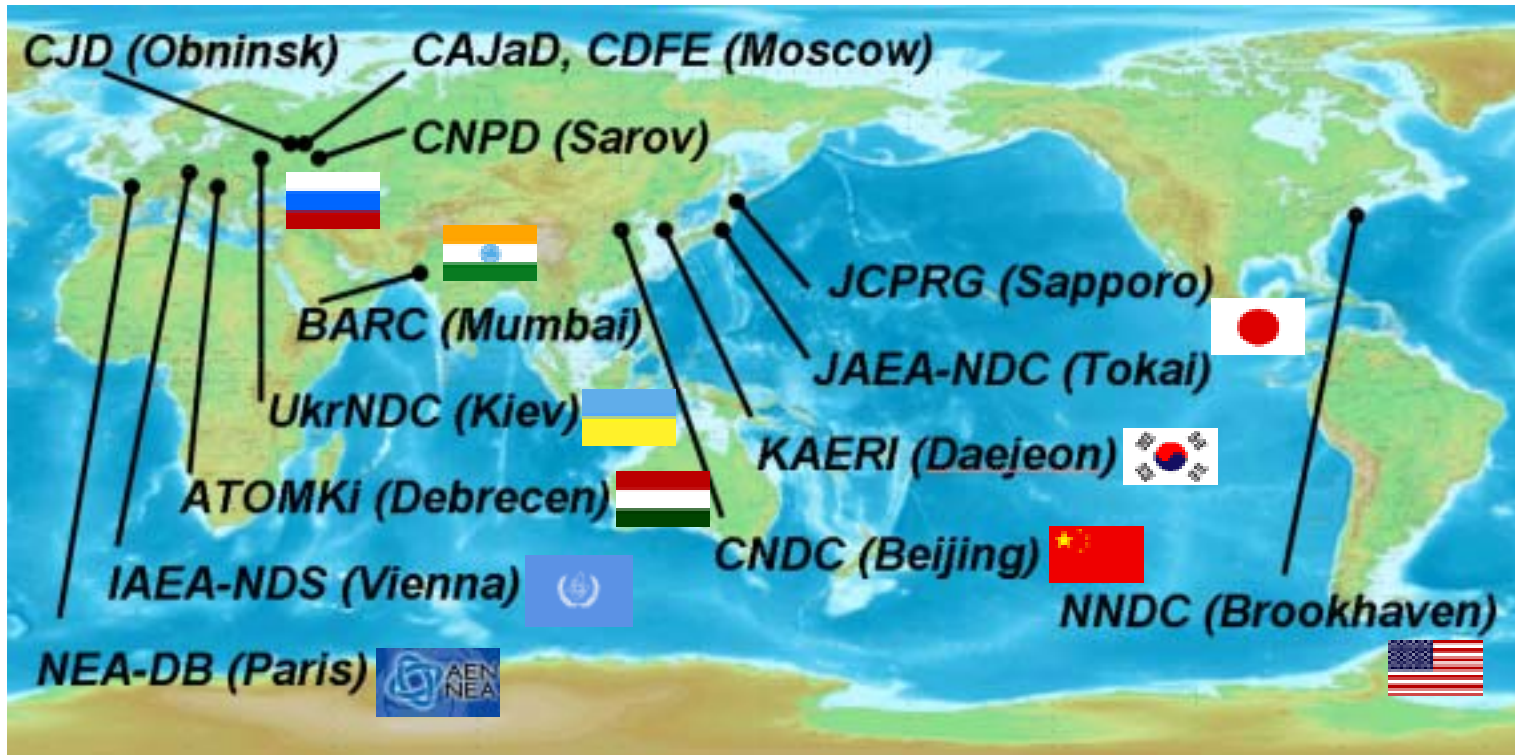 CJD (Obninsk)
CAJaD, CDFE (Moscow)
CNPD (Sarov)
BARC (Mumbai)
JCPRG (Sapporo)
JAEA-NDC (Tokai)
UkrNDC (Kiev)
KAERI (Daejeon)
ATOMKi (Debrecen)
CNDC (Beijing)
IAEA-NDS (Vienna)
NNDC (Brookhaven)
NEA-DB (Paris)
AEN
NEA